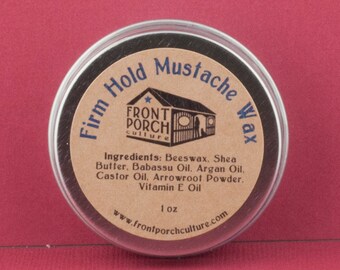 Firm Hold Mustache Wax
FRONT
PORCH
culture
Ingredients: Beeswax, Shea
Butter, Babassu Oil, Argan Oil,
Castor Oil, Arrowroot Powder,
Vitamin E Oil
1 oz
www.frontporchculture.com